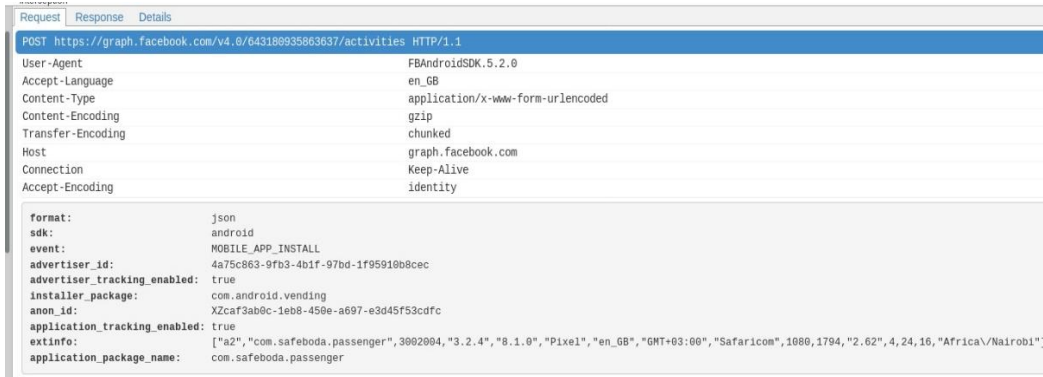 Request Response Details
POST https://graph.facebook.com/v4.0/643180935863637/activities HTTP/1.1
User-Agent FBAndroidSDK.5.2.0
Accept-Language en_GB
Content-Type application/x-www-form-urlencoded
Content-Encoding gzip
Transfer-Encoding chunked
Host graph.facebook.com
Connection Keep-Alive
Accept-Encoding identity
format: json
sdk: android
event: MOBILE_APP_INSTALL
advertiser_id: 4a75c863-9fb3-4b1f-97bd-1f95910b8cec
advertiser_tracking_enabled: true
installer_package: com.android.vending
anon_id: XZcaf3ab0c-1eb8-450e-a697-e3d45f53cdfc
application_tracking_enabled: true
extinfo: ["a2","com.safeboda.passenger",3002004,"3.2.4","8.1.0","Pixel","en_GB","GMT+03:00","Safaricom",1080,1794,"2.62",4,24,16,"Africa\/Nairobi"]
application_package_name: com.safeboda.passenger